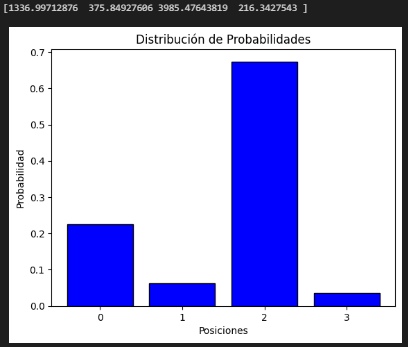 [1336.99712876 375.84927606 3985.47643819 216.3427543 ]
Distribución de Probabilidades
0.7
0.6
0.5
0.4
0.3
0.2
0.1
0.0
Probabilidad
0 1 2 3
Posiciones